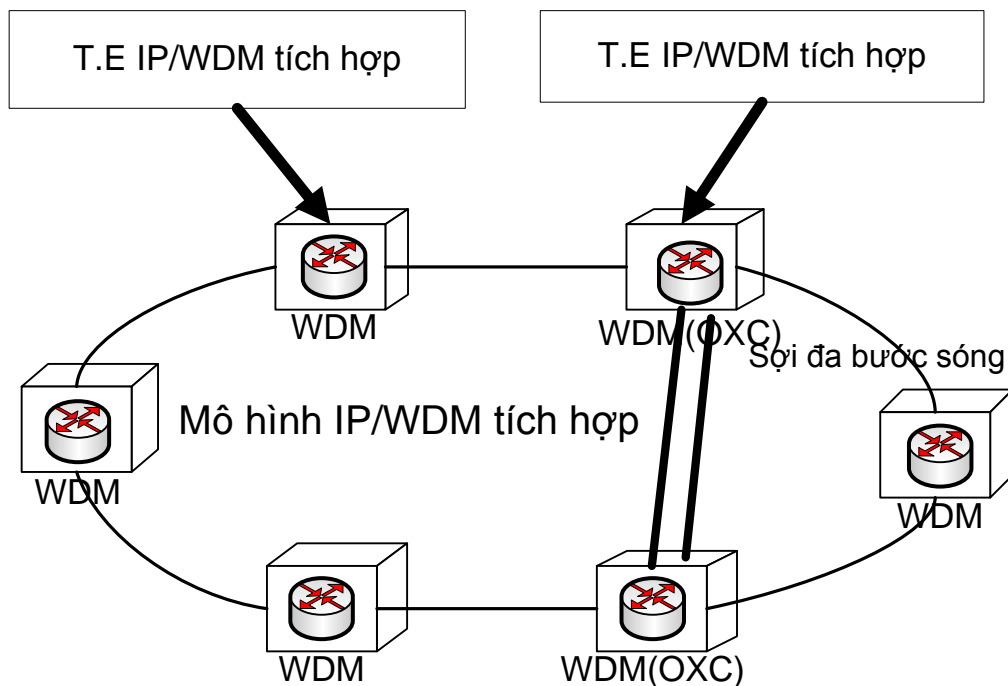 T.E IP/WDM tích hợp
T.E IP/WDM tích hợp
WDM
WDM(OXC)
Sợi đa bước sóng
Mô hình IP/WDM tích hợp
WDM
WDM
WDM
WDM(OXC)